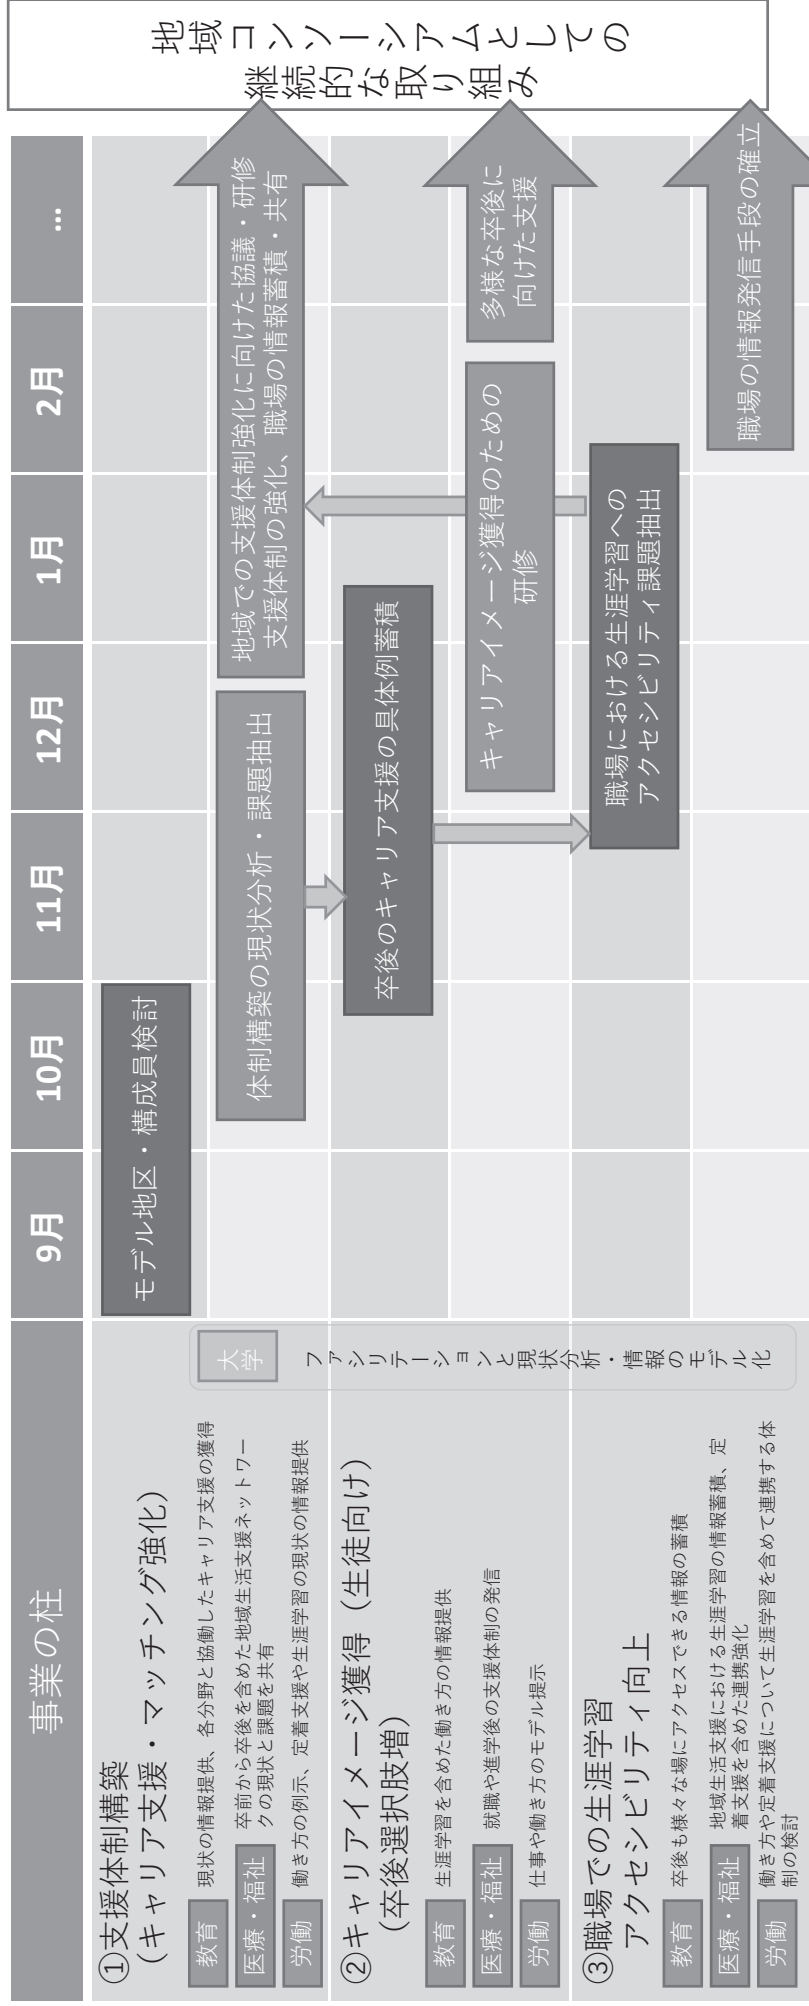 事業の柱
9月
10月
11月
12月
1月
2月
…
①支援体制構築
(キャリア支援・マッチング強化)
教育
現状の情報提供、各分野と協働したキャリア支援の獲得
医療・福祉
卒前から卒後を含めた地域生活支援ネットワー
クの現状と課題を共有
労働
働き方の例示、定着支援や生涯学習の現状の情報提供
②キャリアイメージ獲得（生徒向け）
(卒後選択肢増)
教育
生涯学習を含めた働き方の情報提供
医療・福祉
就職や進学後の支援体制の発信
労働
仕事や働き方のモデル提示
③職場での生涯学習
アクセシビリティ向上
教育
卒後も様々な場にアクセスできる情報の蓄積
医療・福祉
地域生活支援における生涯学習の情報蓄積、定
着支援を含めた連携強化
労働
働き方や定着支援について生涯学習を含めて連携する体
制の検討
大学
ファシリテーションと現状分析・情報のモデル化
モデル地区・構成員検討
体制構築の現状分析・課題抽出
地域での支援体制強化に向けた協議・研修
支援体制の強化、職場の情報蓄積・共有
卒後のキャリア支援の具体例蓄積
キャリアイメージ獲得のための
研修
多様な卒後に
向けた支援
職場における生涯学習への
アクセシビリティ課題抽出
職場の情報発信手段の確立
地域コンソーシアムとしての
継続的な取り組み